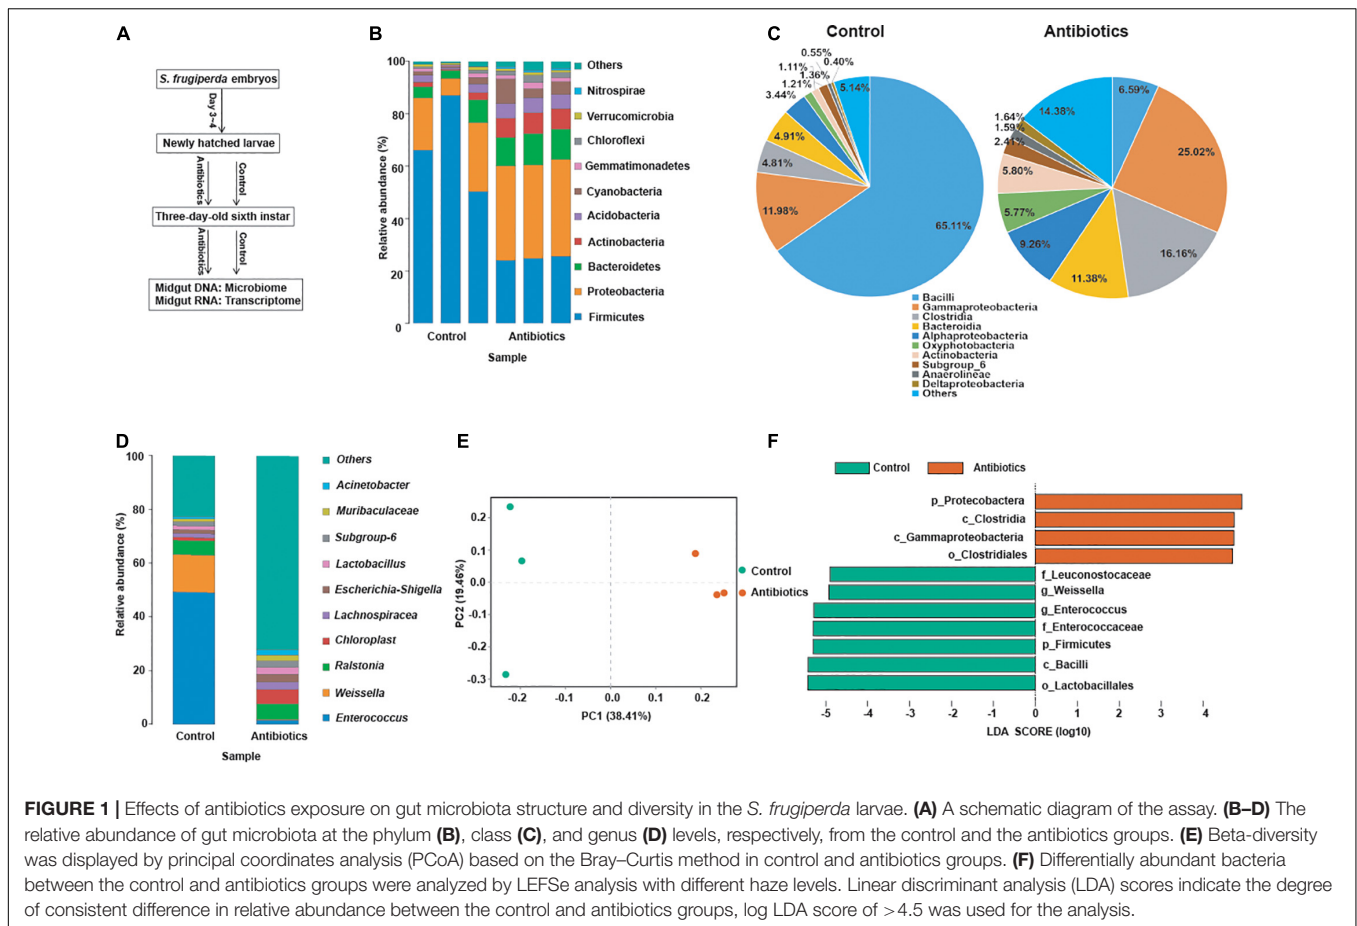 A
S. frugiperda embryos
Day 3–4
Newly hatched larvae
Antibiotics
Control
Three-day-old sixth instar
Antibiotics
Control
Midgut DNA: Microbiome
Midgut RNA: Transcriptome
B
Relative abundance (%)
100
80
60
40
20
0
Control
Antibiotics
Sample
Others
Nitrospirae
Verrucomicrobia
Chloroflexi
Gemmatimonadetes
Cyanobacteria
Acidobacteria
Actinobacteria
Bacteroidetes
Proteobacteria
Firmicutes
C
Control
65.11%
11.98%
4.81%
4.91%
3.44%
1.21%
1.11%
1.36%
0.55%
0.40%
5.14%
Antibiotics
6.59%
25.02%
16.16%
11.38%
9.26%
5.77%
5.80%
2.41%
1.59%
1.64%
14.38%
Bacilli
Gammaproteobacteria
Clostridia
Bacteroidia
Alphaproteobacteria
Oxyphotobacteria
Actinobacteria
Subgroup_6
Anaerolineae
Deltaproteobacteria
Others
D
Relative abundance (%)
100
80
60
40
20
0
Control
Antibiotics
Sample
Others
Acinetobacter
Muribaculaceae
Subgroup-6
Lactobacillus
Escherichia-Shigella
Lachnospiracea
Chloroplast
Ralstonia
Weissella
Enterococcus
E
PC2 (19.46%)
0.2
0.1
0.0
-0.1
-0.2
-0.3
-0.2
-0.1
0.0
0.1
0.2
PC1 (38.41%)
Control
Antibiotics
F
Control
Antibiotics
p_Protecobactera
c_Clostridia
c_Gammaproteobacteria
o_Clostridiales
f_Leuconostocaceae
g_Weissella
g_Enterococcus
f_Enterococcaceae
p_Firmicutes
c_Bacilli
o_Lactobacillales
-5 -4 -3 -2 -1 0 1 2 3 4
LDA SCORE (log10)
FIGURE 1 | Effects of antibiotics exposure on gut microbiota structure and diversity in the S. frugiperda larvae. (A) A schematic diagram of the assay. (B–D) The
relative abundance of gut microbiota at the phylum (B), class (C), and genus (D) levels, respectively, from the control and the antibiotics groups. (E) Beta-diversity
was displayed by principal coordinates analysis (PCoA) based on the Bray–Curtis method in control and antibiotics groups. (F) Differentially abundant bacteria
between the control and antibiotics groups were analyzed by LEFSe analysis with different haze levels. Linear discriminant analysis (LDA) scores indicate the degree
of consistent difference in relative abundance between the control and antibiotics groups, log LDA score of >4.5 was used for the analysis.